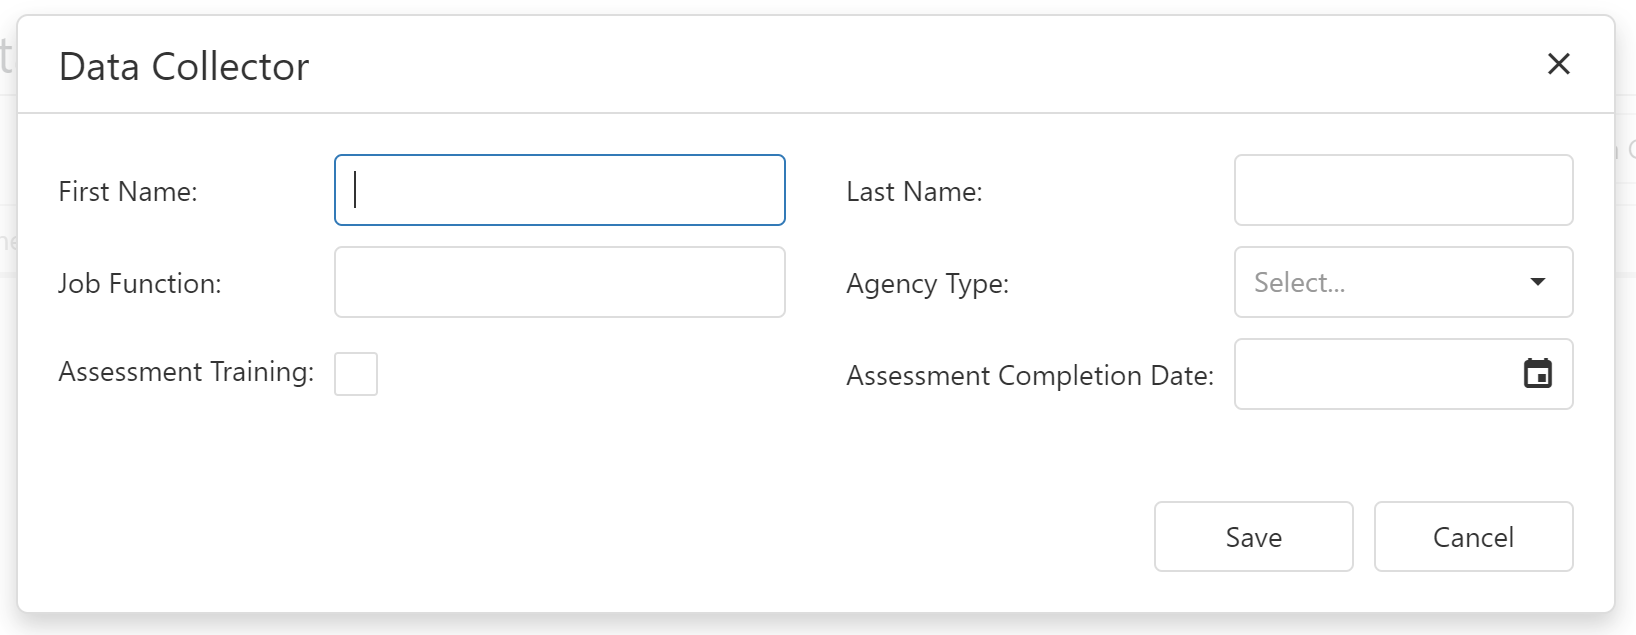 Data Collector
First Name:
Last Name:
Job Function:
Agency Type:
Select...
Assessment Training:
Assessment Completion Date:
Save
Cancel